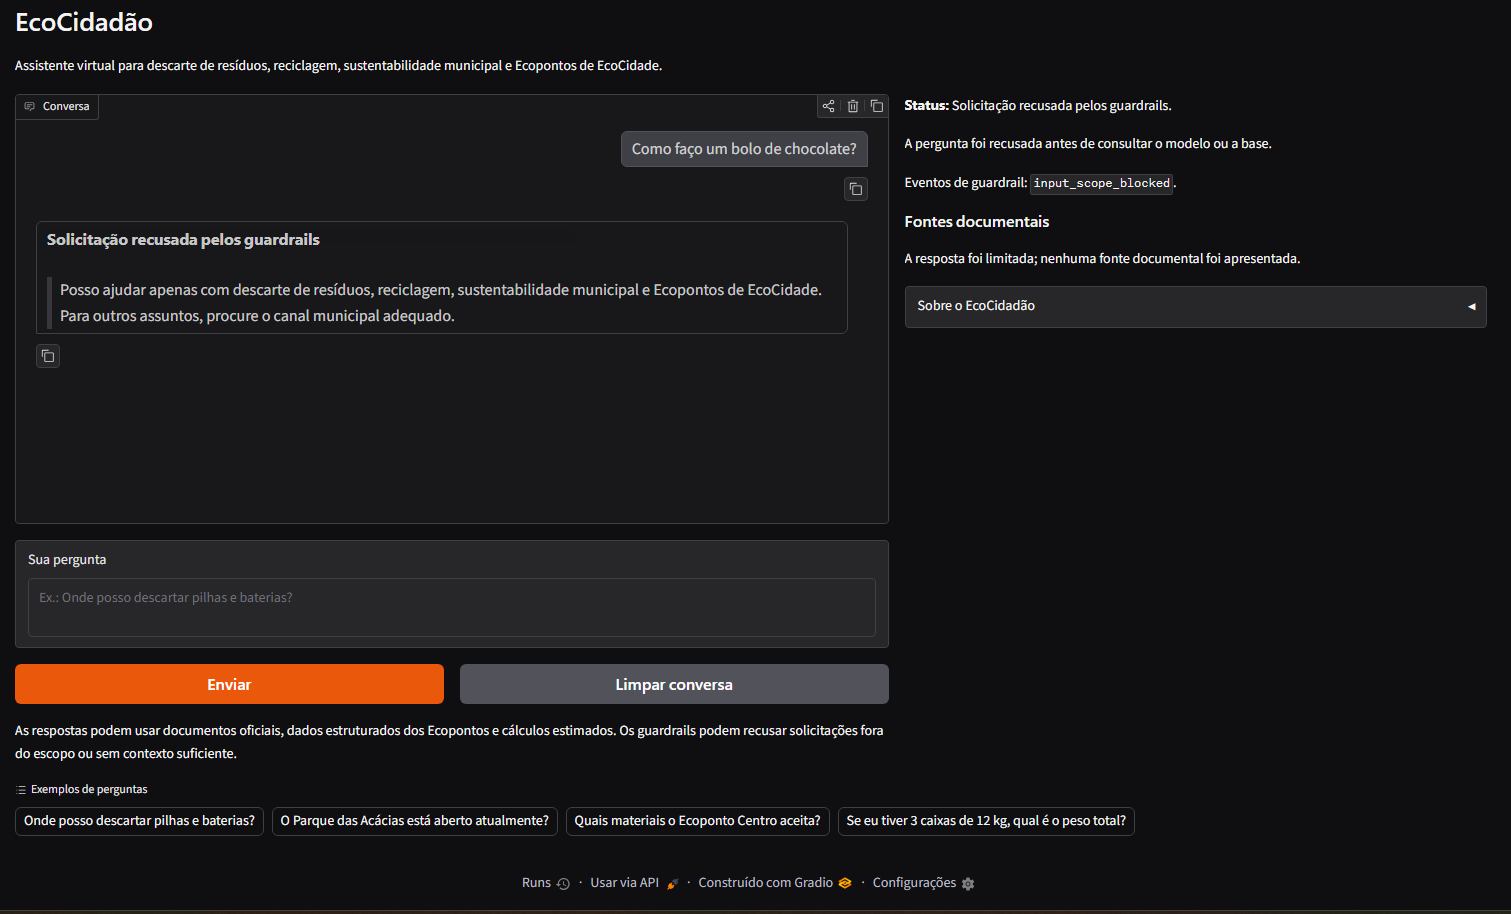 EcoCidadão
Assistente virtual para descarte de resíduos, reciclagem, sustentabilidade municipal e Ecopontos de EcoCidade.
Conversa
Como faço um bolo de chocolate?
Solicitação recusada pelos guardrails
Posso ajudar apenas com descarte de resíduos, reciclagem, sustentabilidade municipal e Ecopontos de EcoCidade.
Para outros assuntos, procure o canal municipal adequado.
Sua pergunta
Ex.: Onde posso descartar pilhas e baterias?
Enviar
Limpar conversa
As respostas podem usar documentos oficiais, dados estruturados dos Ecopontos e cálculos estimados. Os guardrails podem recusar solicitações fora
do escopo ou sem contexto suficiente.
Exemplos de perguntas
Onde posso descartar pilhas e baterias?
O Parque das Acácias está aberto atualmente?
Quais materiais o Ecoponto Centro aceita?
Se eu tiver 3 caixas de 12 kg, qual é o peso total?
Status: Solicitação recusada pelos guardrails.
A pergunta foi recusada antes de consultar o modelo ou a base.
Eventos de guardrail: input_scope_blocked.
Fontes documentais
A resposta foi limitada; nenhuma fonte documental foi apresentada.
Sobre o EcoCidadão
Runs · Usar via API · Construído com Gradio · Configurações